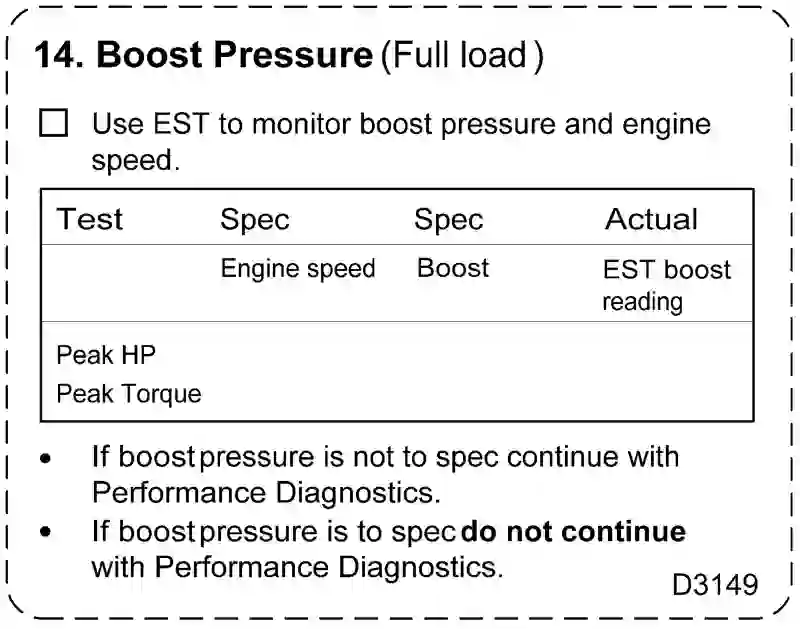 14. Boost Pressure (Full load)
Use EST to monitor boost pressure and engine
speed.
Test Spec Spec Actual
Engine speed Boost EST boost
reading
Peak HP
Peak Torque
• If boost pressure is not to spec continue with
Performance Diagnostics.
• If boost pressure is to spec do not continue
with Performance Diagnostics.
D3149